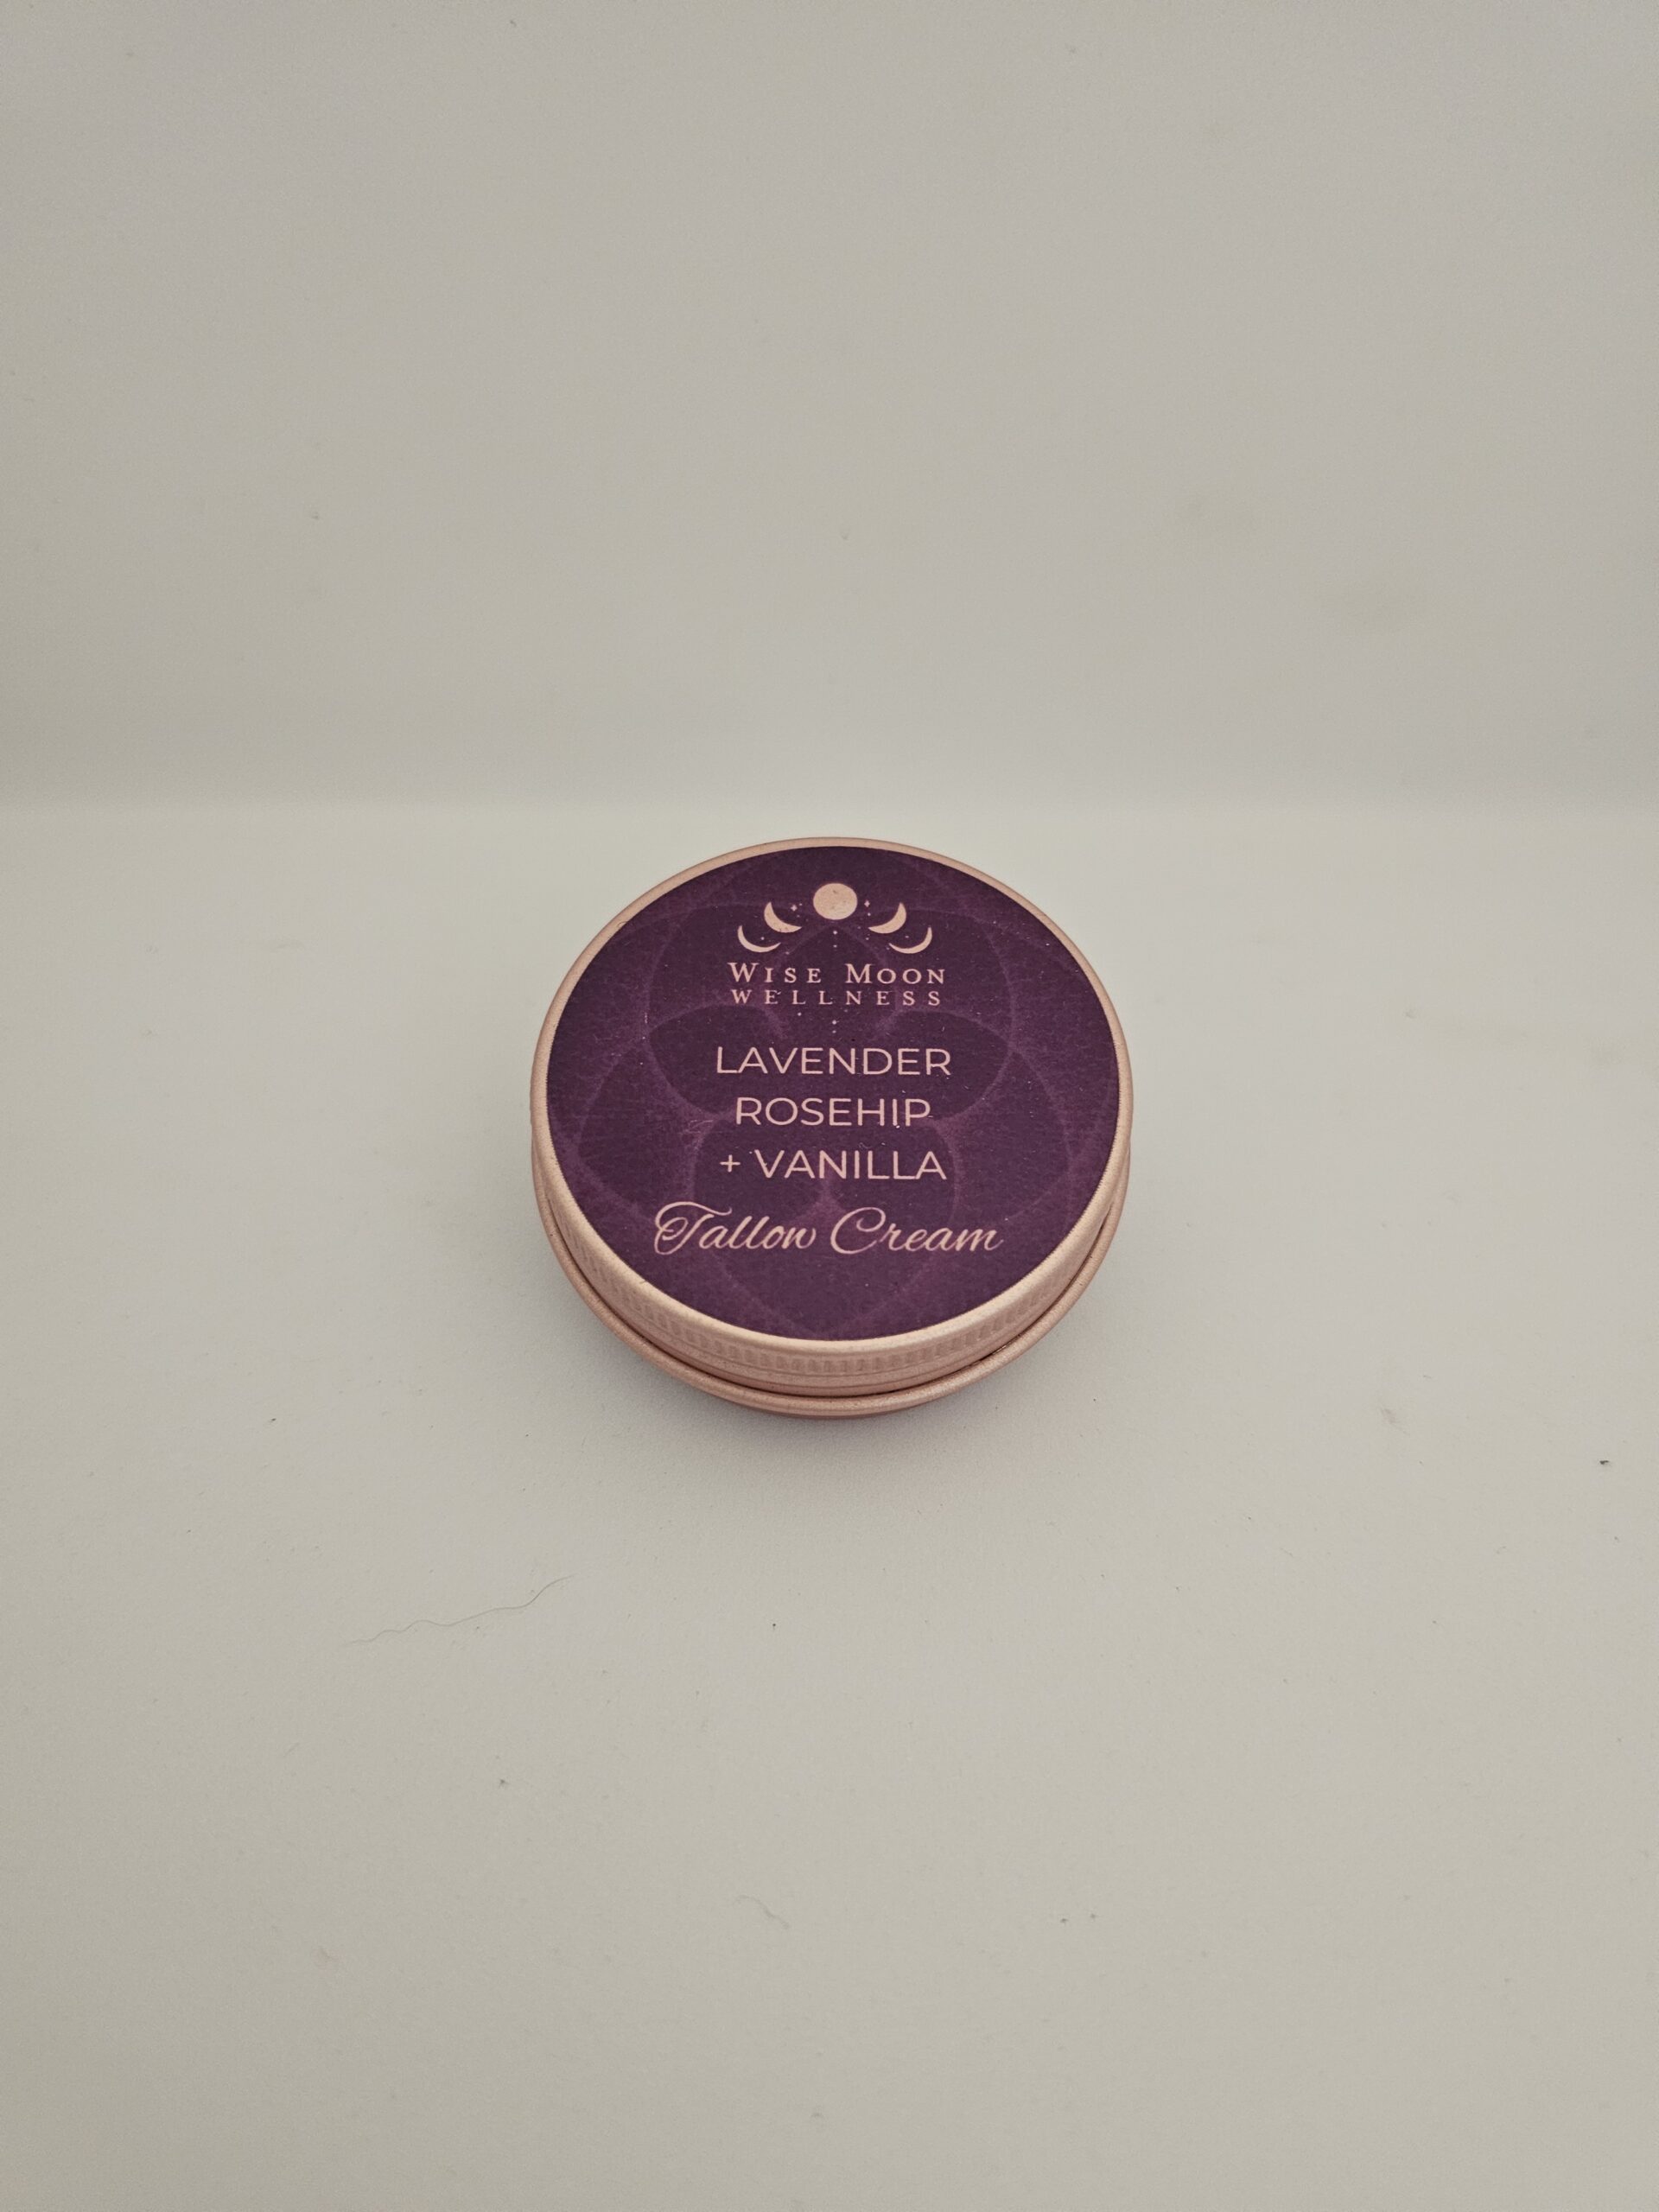 WISE MOON
WELLNESS
LAVENDER
ROSEHIP
+ VANILLA
Tallow Cream